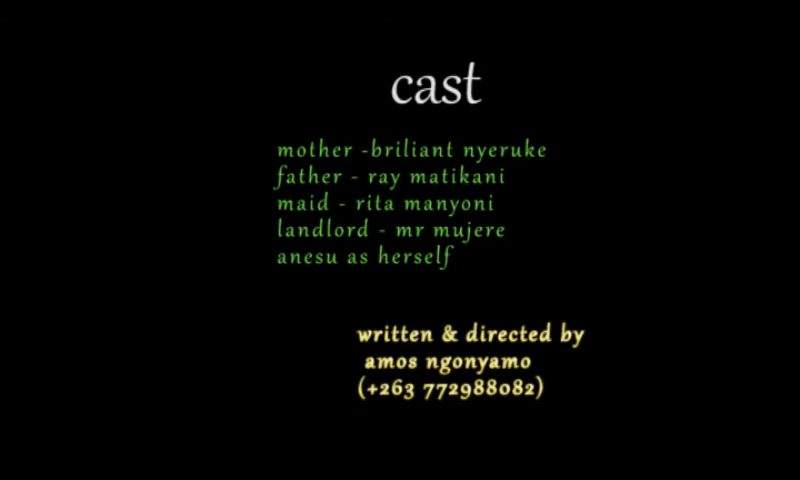 cast
mother -briliant nyeruke
father - ray matikani
maid - rita manyoni
landlord - mr mujere
anesu as herself
written & directed by
amos ngonyamo
(+263 772988082)